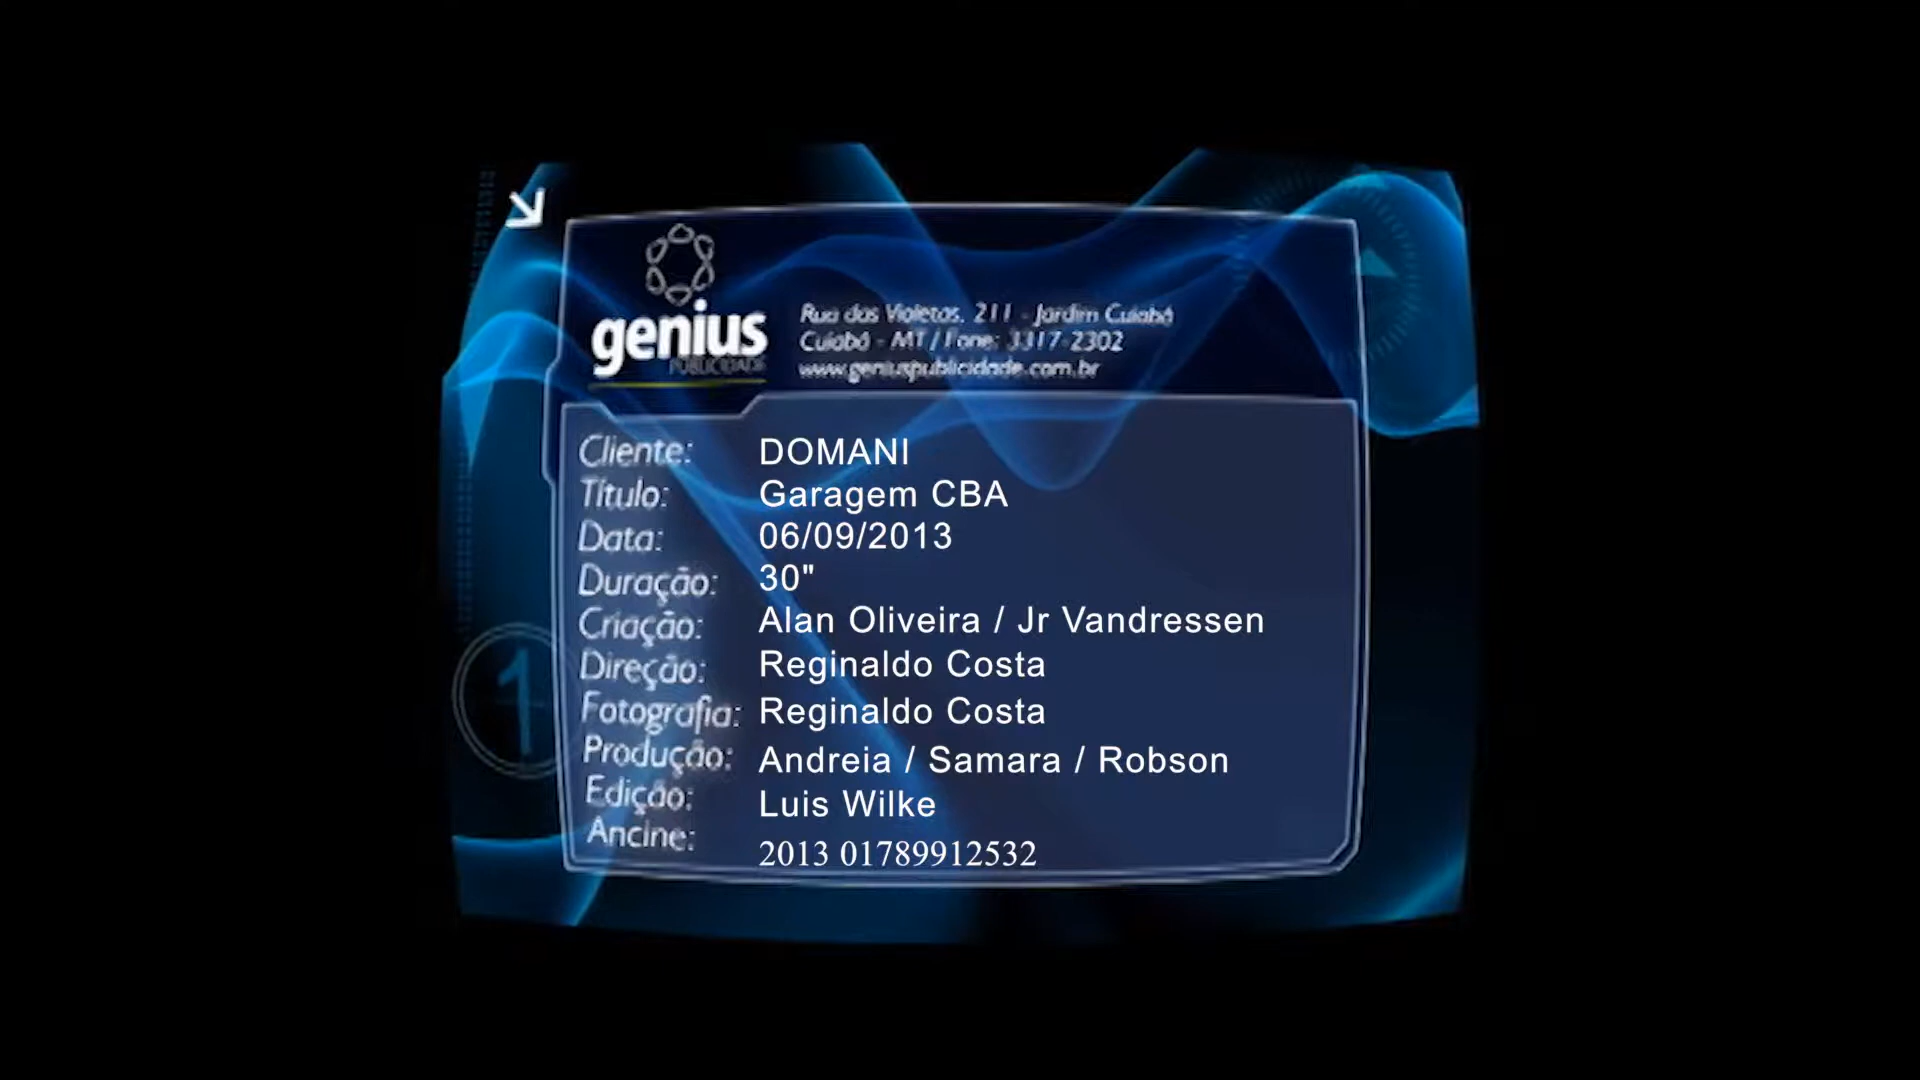 genius
PUBLICIDADE
Rua das Violetas, 211 - Jardim Cuiabá
Cuiabá - MT / Fone: 3317-2302
www.geniuspublicidade.com.br
Cliente: DOMANI
Título: Garagem CBA
Data: 06/09/2013
Duração: 30"
Criação: Alan Oliveira / Jr Vandressen
Direção: Reginaldo Costa
Fotografia: Reginaldo Costa
Produção: Andreia / Samara / Robson
Edição: Luis Wilke
Ancine: 2013 01789912532
1